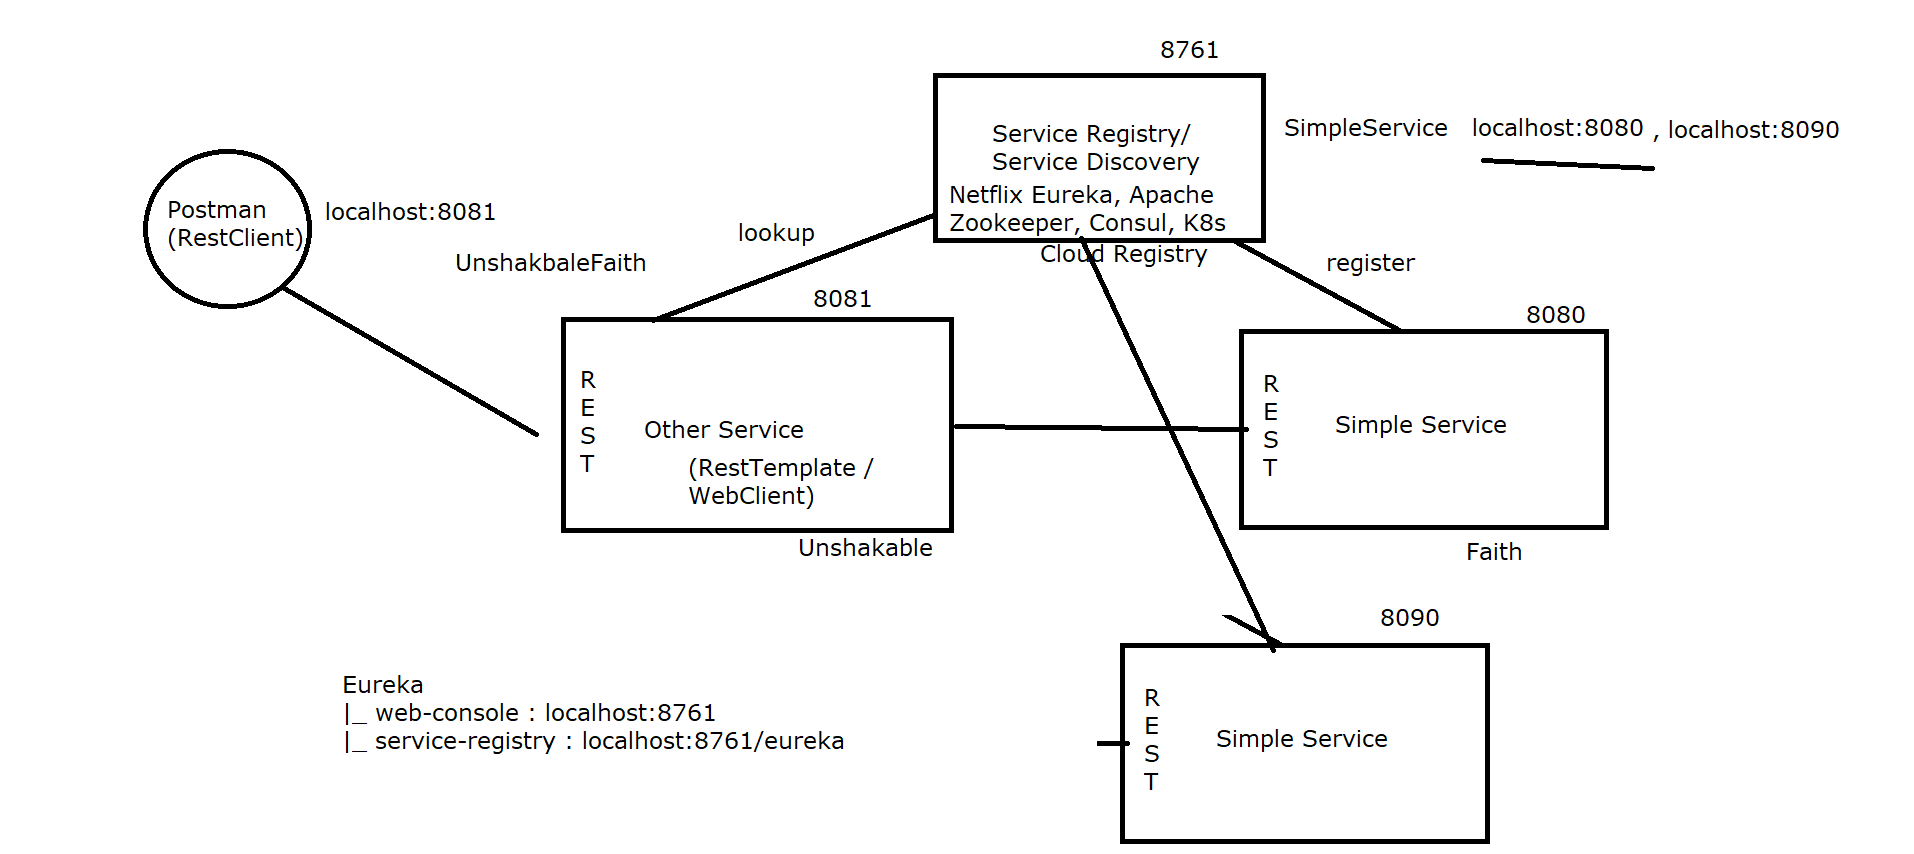 8761
Service Registry/
Service Discovery
Netflix Eureka, Apache
Zookeeper, Consul, K8s
Cloud Registry
SimpleService localhost:8080 , localhost:8090
Postman
(RestClient)
localhost:8081
UnshakbaleFaith
lookup
register
8081
R
E
S
T
Other Service
(RestTemplate /
WebClient)
Unshakable
8080
R
E
S
T
Simple Service
Faith
8090
R
E
S
T
Simple Service
Eureka
|_ web-console : localhost:8761
|_ service-registry : localhost:8761/eureka